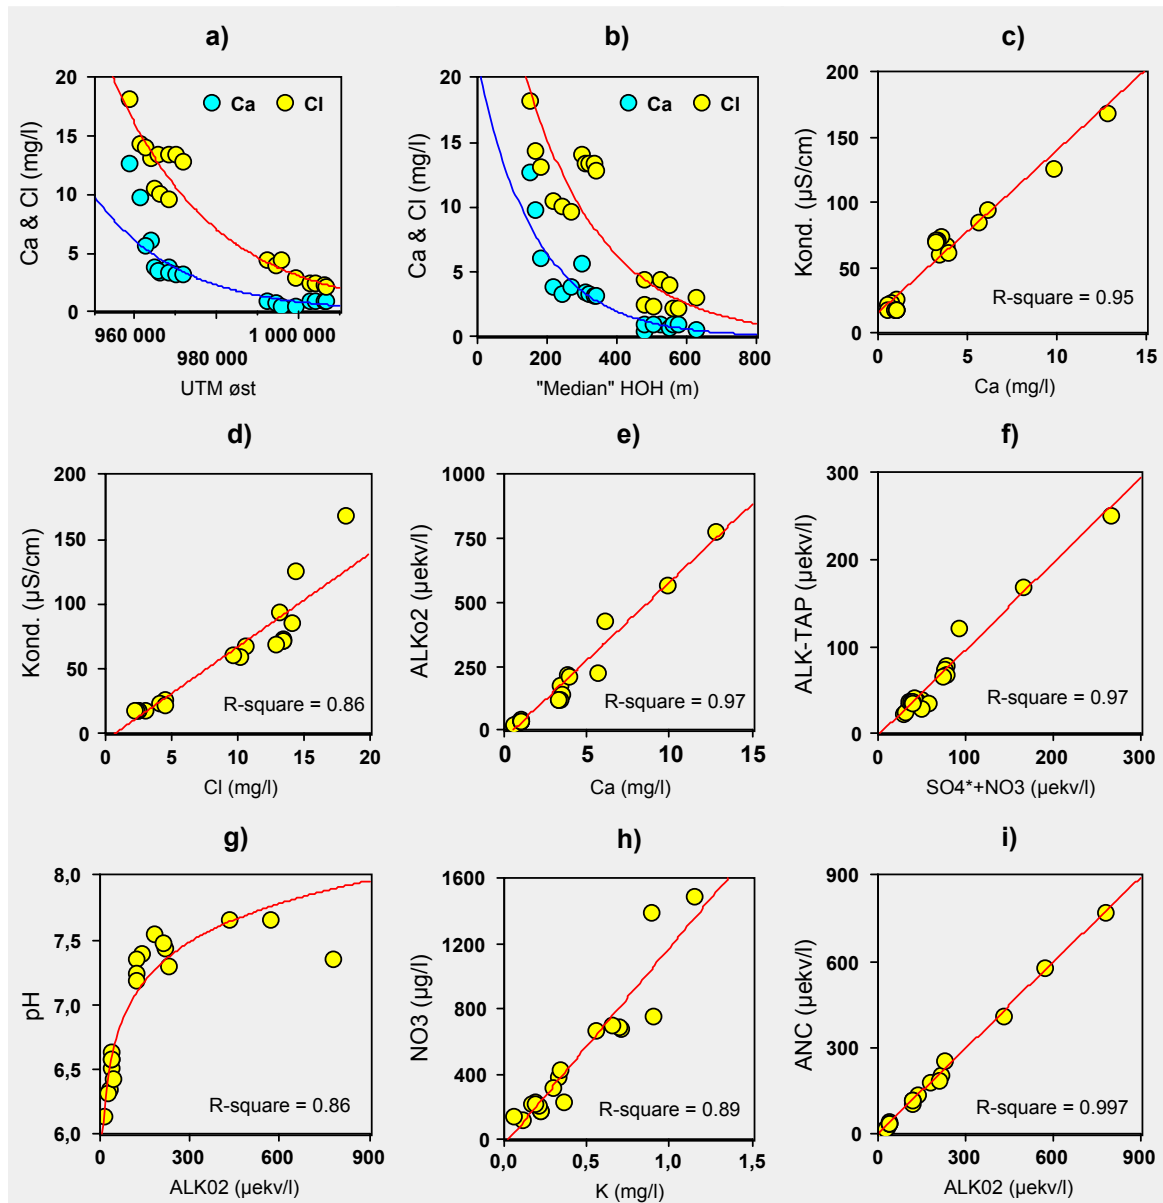 a)
b)
c)
20
15
10
5
0
Ca & Cl (mg/l)
Ca
Cl
960 000
980 000
1 000 000
UTM øst
20
15
10
5
0
Ca & Cl (mg/l)
Ca
Cl
0
200
400
600
800
"Median" HOH (m)
200
150
100
50
0
Kond. (µS/cm)
R-square = 0.95
0
5
10
15
Ca (mg/l)
d)
e)
f)
200
150
100
50
0
Kond. (µS/cm)
R-square = 0.86
0
5
10
15
20
Cl (mg/l)
1000
750
500
250
0
ALKo2 (µekv/l)
R-square = 0.97
0
5
10
15
Ca (mg/l)
300
200
100
0
ALK-TAP (µekv/l)
R-square = 0.97
0
100
200
300
SO4*+NO3 (µekv/l)
g)
h)
i)
8,0
7,5
7,0
6,5
6,0
pH
R-square = 0.86
0
300
600
900
ALK02 (µekv/l)
1600
1200
800
400
0
NO3 (µg/l)
R-square = 0.89
0,0
0,5
1,0
1,5
K (mg/l)
900
600
300
0
ANC (µekv/l)
R-square = 0.997
0
300
600
900
ALK02 (µekv/l)